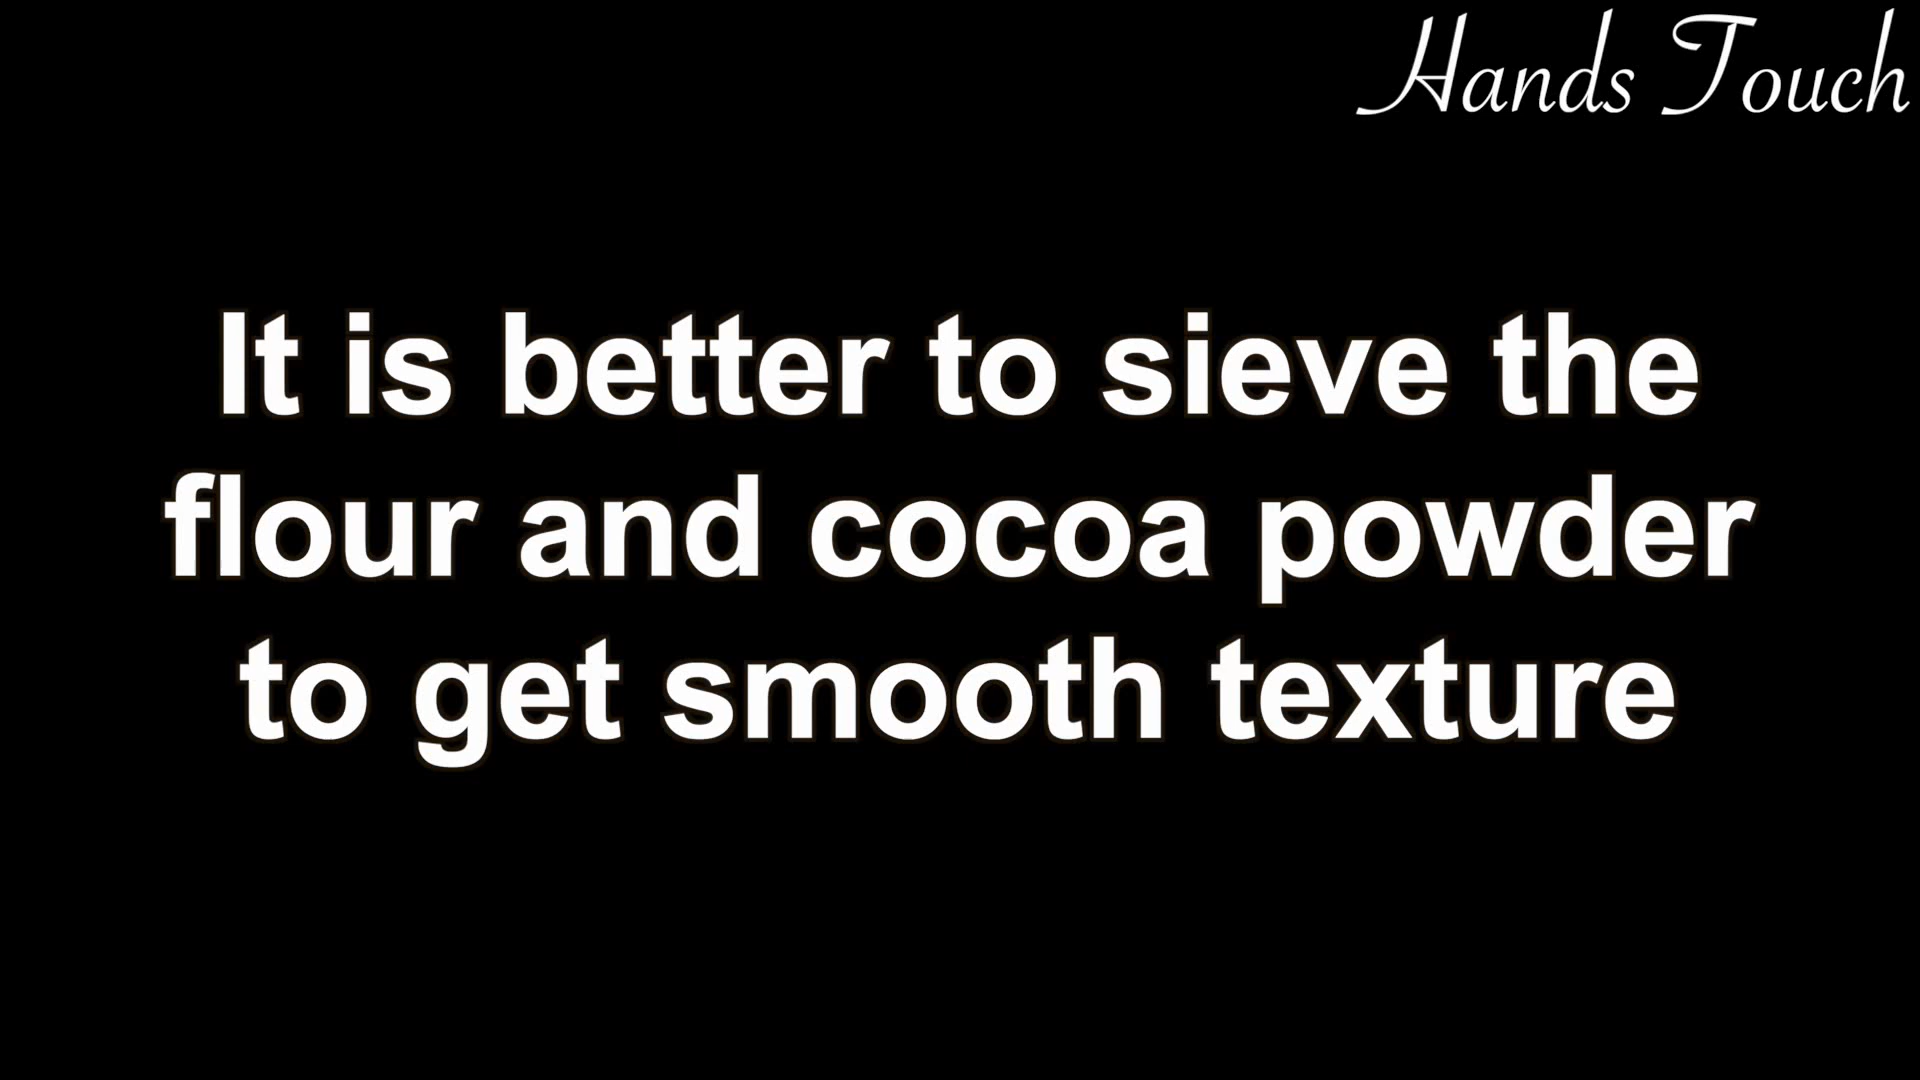 Hands Touch
It is better to sieve the
flour and cocoa powder
to get smooth texture